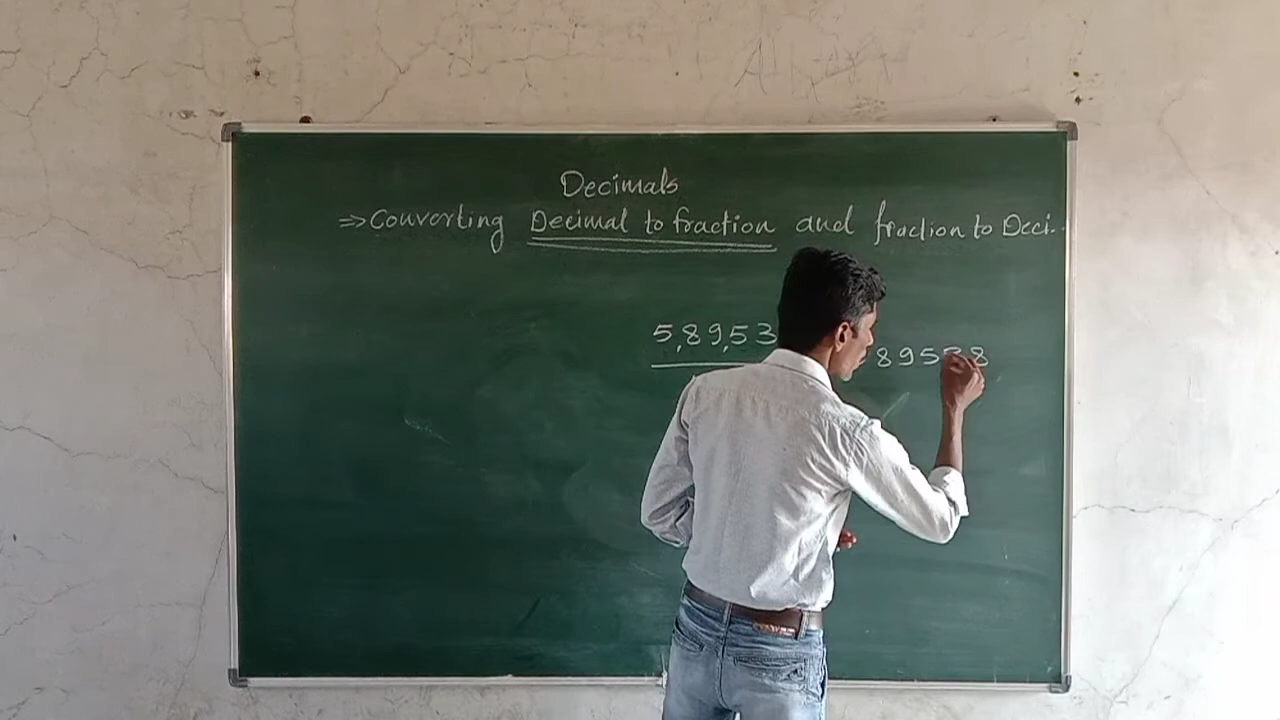 Decimals
⇒ Converting Decimal to fraction and fraction to Deci..
5,89,53
89538